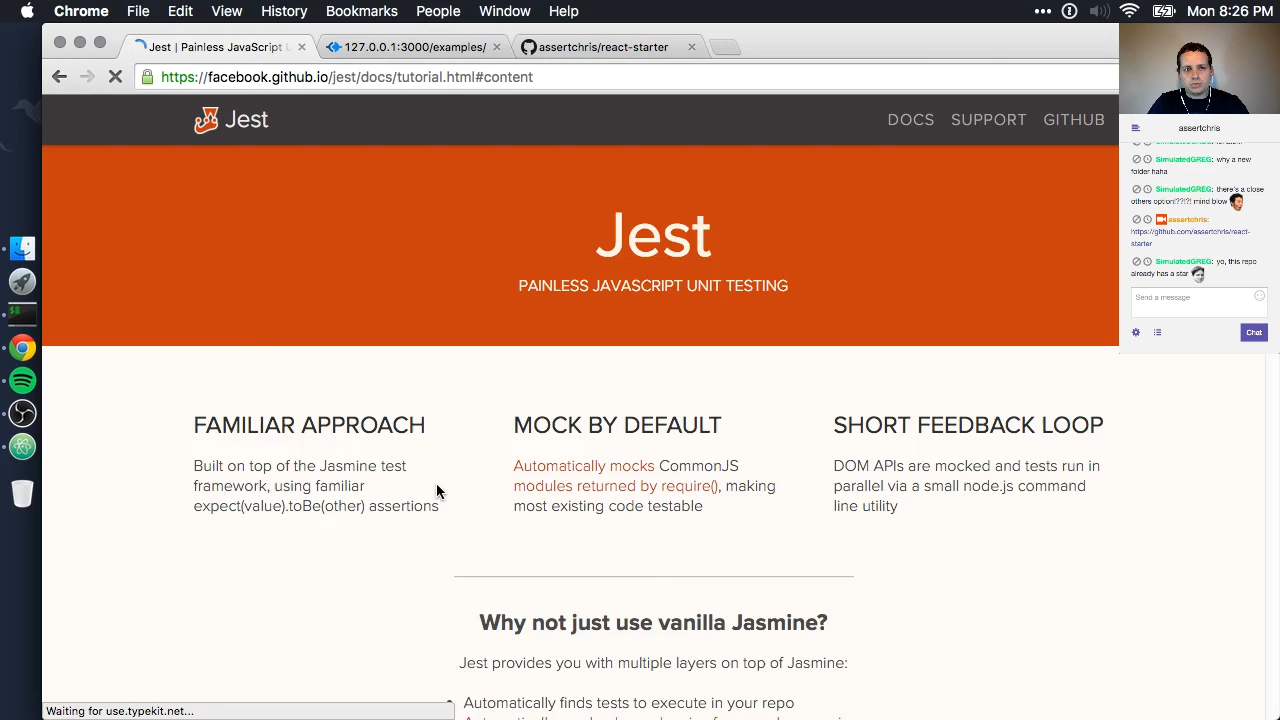 Chrome File Edit View History Bookmarks People Window Help Mon 8:26 PM
Jest | Painless JavaScript U
127.0.0.1:3000/examples/
assertchris/react-starter
https://facebook.github.io/jest/docs/tutorial.html#content
Jest
DOCS SUPPORT GITHUB
Jest
PAINLESS JAVASCRIPT UNIT TESTING
FAMILIAR APPROACH
Built on top of the Jasmine test
framework, using familiar
expect(value).toBe(other) assertions
MOCK BY DEFAULT
Automatically mocks CommonJS
modules returned by require(), making
most existing code testable
SHORT FEEDBACK LOOP
DOM APIs are mocked and tests run in
parallel via a small node.js command
line utility
Why not just use vanilla Jasmine?
Jest provides you with multiple layers on top of Jasmine:
Automatically finds tests to execute in your repo
Waiting for use.typekit.net...
assertchris
SimulatedGREG: why a new
folder haha
SimulatedGREG: there's a close
others option!??!?! mind blow
assertchris:
https://github.com/assertchris/react-
starter
SimulatedGREG: yo, this repo
already has a star
Send a message
Chat